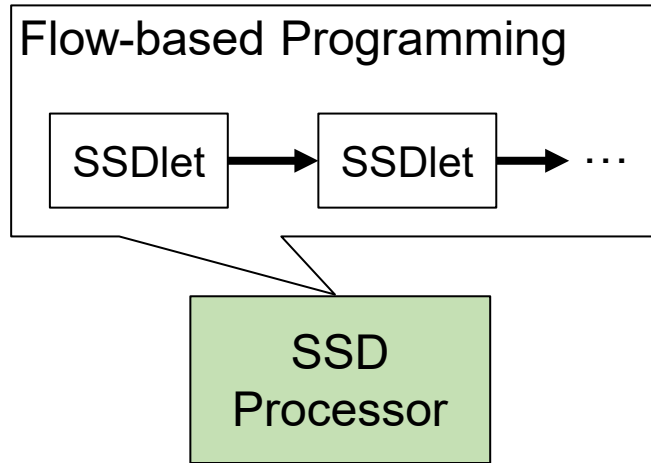 Flow-based Programming
SSDlet SSDlet ...
SSD
Processor